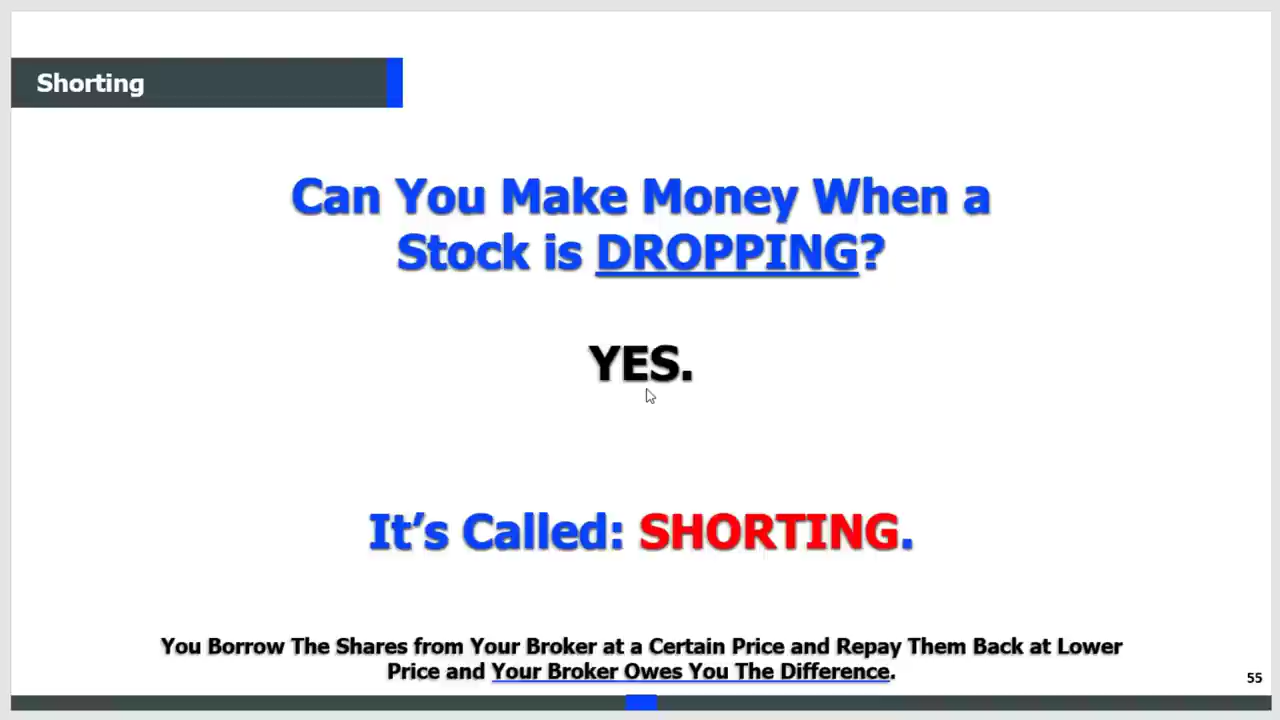 Shorting
Can You Make Money When a
Stock is DROPPING?
YES.
It’s Called: SHORTING.
You Borrow The Shares from Your Broker at a Certain Price and Repay Them Back at Lower
Price and Your Broker Owes You The Difference.
55